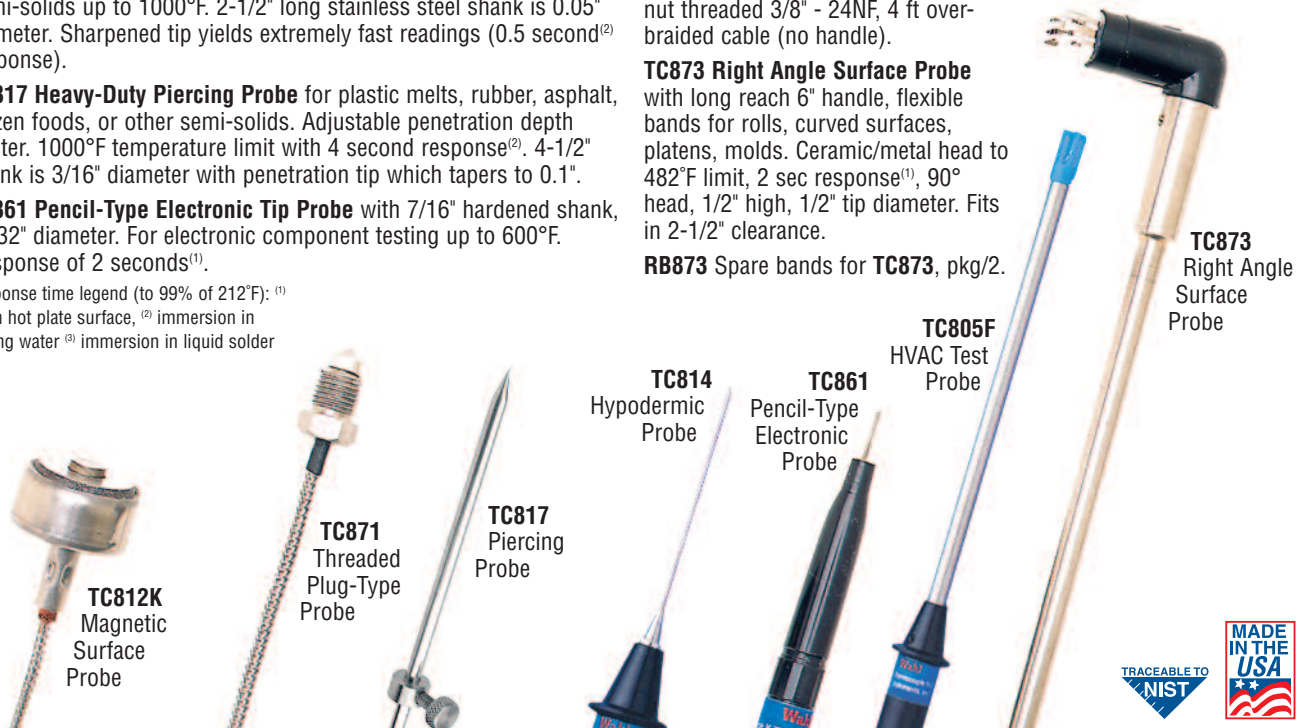 mi-solids up to 1000°F. 2-1/2" long stainless steel shank is 0.05"
meter. Sharpened tip yields extremely fast readings (0.5 second(2)
ponse).
817 Heavy-Duty Piercing Probe for plastic melts, rubber, asphalt,
zen foods, or other semi-solids. Adjustable penetration depth
ter. 1000°F temperature limit with 4 second response(2). 4-1/2"
nk is 3/16" diameter with penetration tip which tapers to 0.1".
861 Pencil-Type Electronic Tip Probe with 7/16" hardened shank,
32" diameter. For electronic component testing up to 600°F.
sponse of 2 seconds(1).
onse time legend (to 99% of 212°F): (1)
hot plate surface, (2) immersion in
ng water (3) immersion in liquid solder
nut threaded 3/8" - 24NF, 4 ft over-
braided cable (no handle).
TC873 Right Angle Surface Probe
with long reach 6" handle, flexible
bands for rolls, curved surfaces,
platens, molds. Ceramic/metal head to
482°F limit, 2 sec response(1), 90°
head, 1/2" high, 1/2" tip diameter. Fits
in 2-1/2" clearance.
RB873 Spare bands for TC873, pkg/2.
TC812K
Magnetic
Surface
Probe
TC871
Threaded
Plug-Type
Probe
TC817
Piercing
Probe
TC814
Hypodermic
Probe
TC861
Pencil-Type
Electronic
Probe
TC805F
HVAC Test
Probe
TC873
Right Angle
Surface
Probe
Wahl
Wahl
Wahl
TRACEABLE TO
NIST
MADE
IN THE
USA